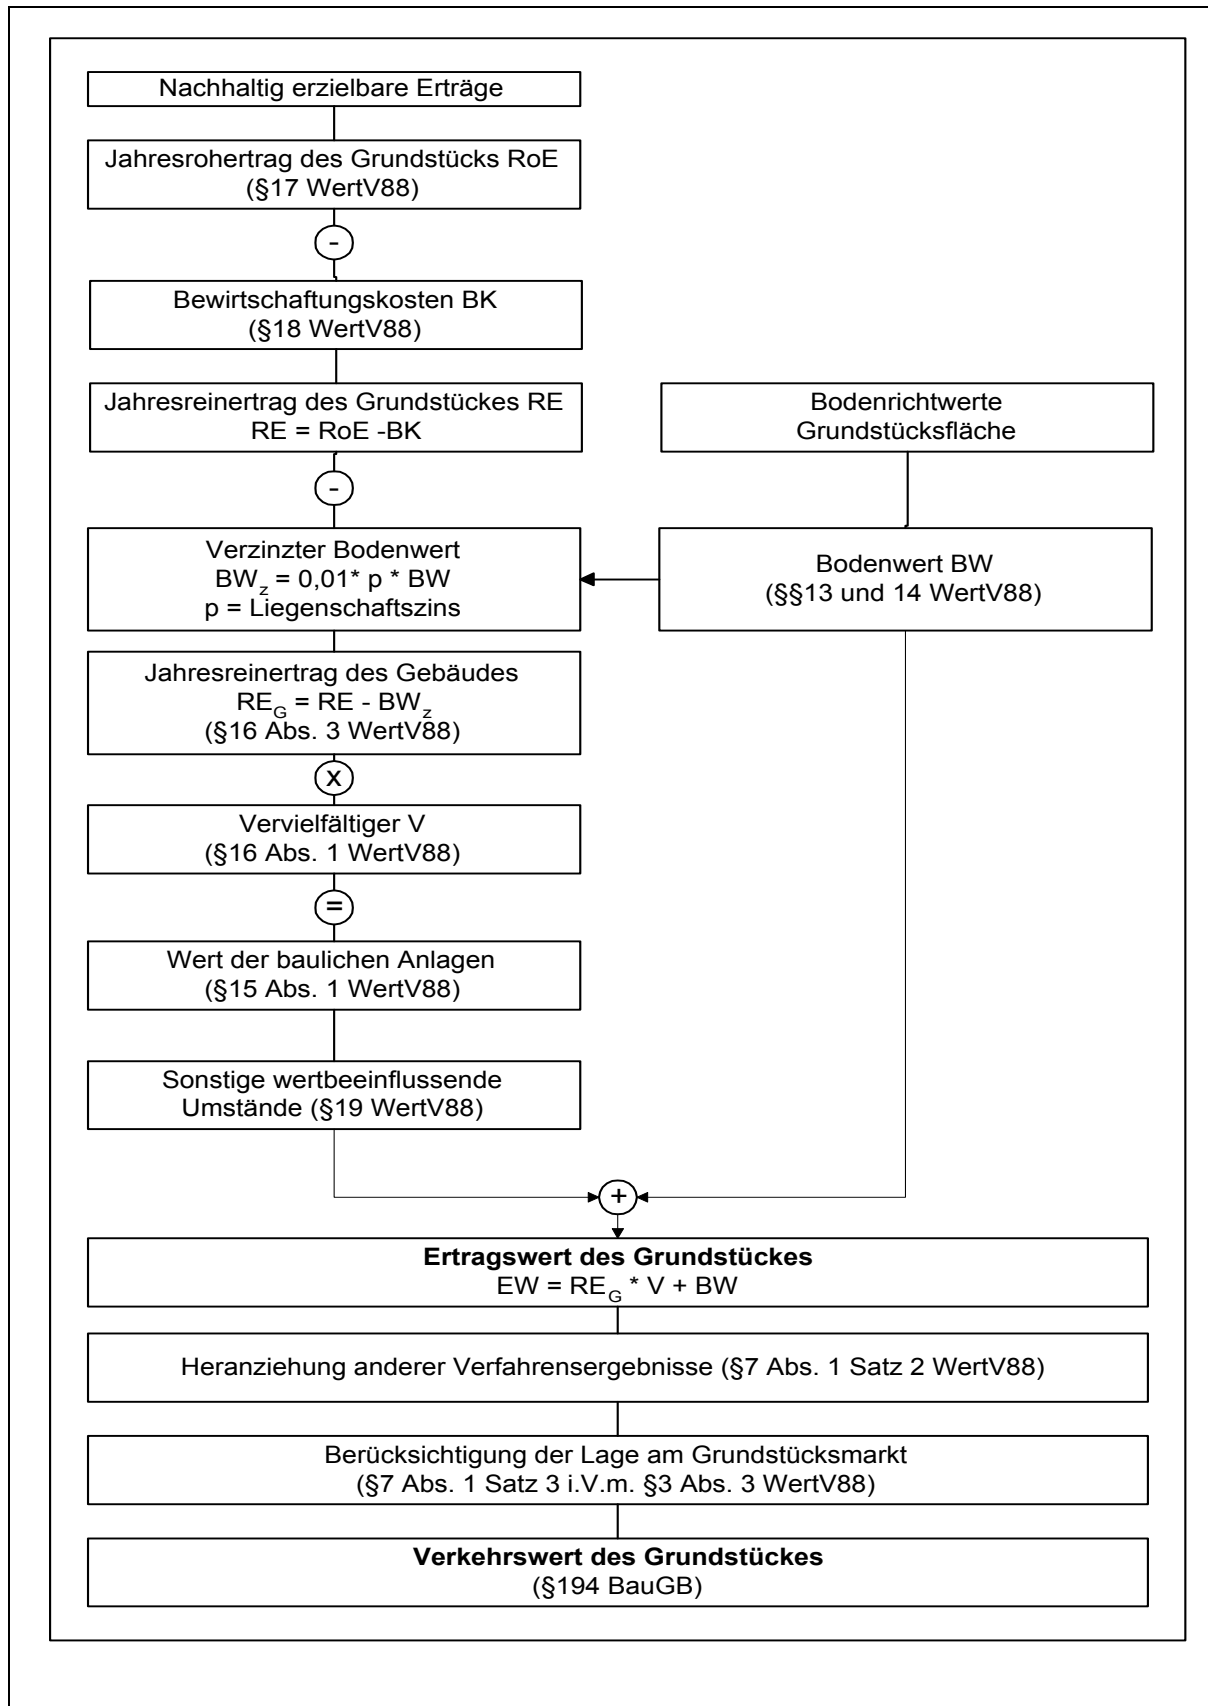 Nachhaltig erzielbare Erträge
Jahresrohertrag des Grundstücks RoE
(§17 WertV88)
-
Bewirtschaftungskosten BK
(§18 WertV88)
Jahresreinertrag des Grundstückes RE
RE = RoE -BK
Bodenrichtwerte
Grundstücksfläche
-
Verzinzter Bodenwert
BW_z = 0,01* p * BW
p = Liegenschaftszins
Bodenwert BW
(§§13 und 14 WertV88)
Jahresreinertrag des Gebäudes
RE_G = RE - BW_z
(§16 Abs. 3 WertV88)
x
Vervielfältiger V
(§16 Abs. 1 WertV88)
=
Wert der baulichen Anlagen
(§15 Abs. 1 WertV88)
Sonstige wertbeeinflussende
Umstände (§19 WertV88)
+
Ertragswert des Grundstückes
EW = RE_G * V + BW
Heranziehung anderer Verfahrensergebnisse (§7 Abs. 1 Satz 2 WertV88)
Berücksichtigung der Lage am Grundstücksmarkt
(§7 Abs. 1 Satz 3 i.V.m. §3 Abs. 3 WertV88)
Verkehrswert des Grundstückes
(§194 BauGB)